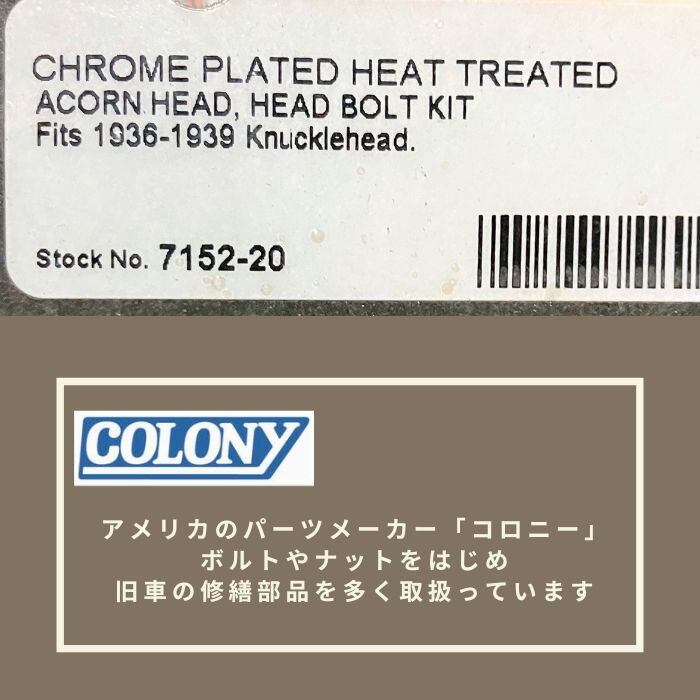 CHROME PLATED HEAT TREATED
ACORN HEAD, HEAD BOLT KIT
Fits 1936-1939 Knucklehead.
Stock No. 7152-20
COLONY
アメリカのパーツメーカー「コロニー」
ボルトやナットをはじめ
旧車の修繕部品を多く取扱っています